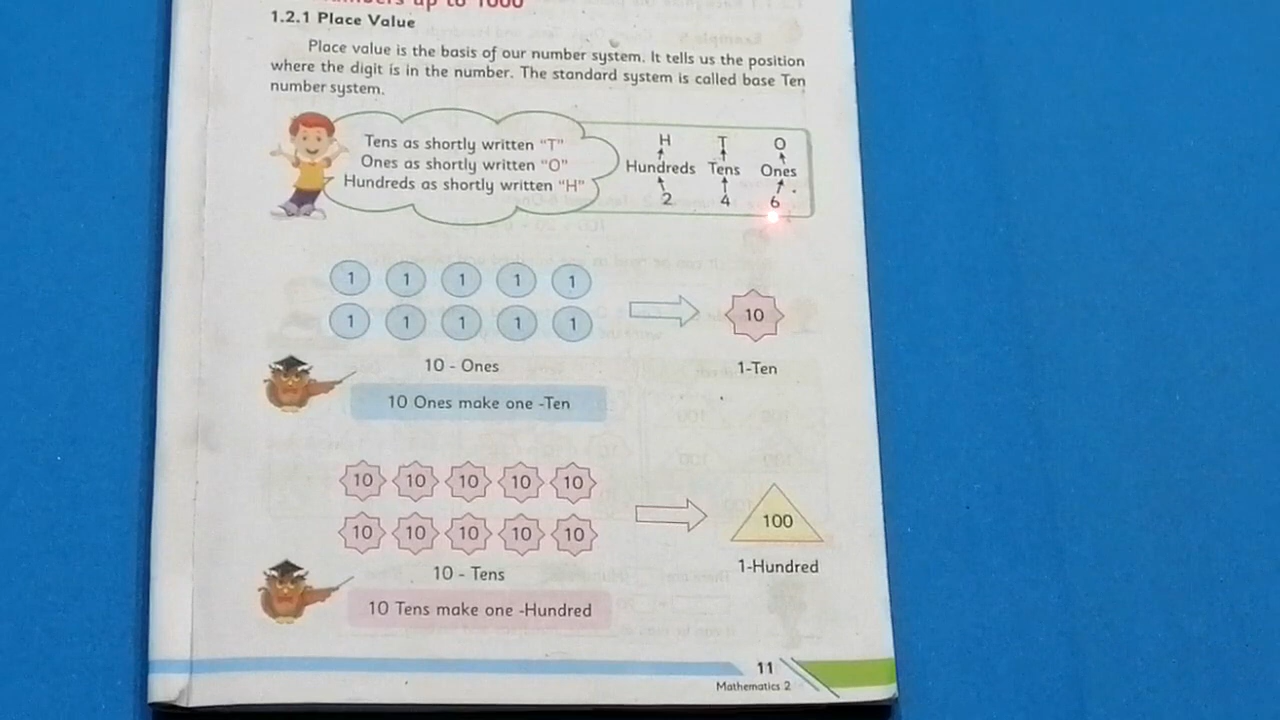 up to 1000
1.2.1 Place Value
Place value is the basis of our number system. It tells us the position
where the digit is in the number. The standard system is called base Ten
number system.
Tens as shortly written "T"
Ones as shortly written "O"
Hundreds as shortly written "H"
H T O
Hundreds Tens Ones
2 4 6
1 1 1 1 1
1 1 1 1 1
10
10 - Ones
1-Ten
10 Ones make one -Ten
10 10 10 10 10
10 10 10 10 10
100
10 - Tens
1-Hundred
10 Tens make one -Hundred
11
Mathematics 2